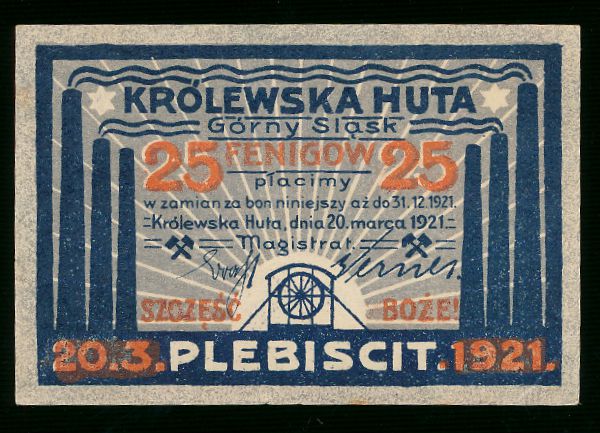 KRÓLEWSKA HUTA
Górny Sląsk
25 FENIGÓW 25
płacimy
w zamian za bon niniejszy aż do 31.12.1921.
Królewska Huta, dnia 20. marca 1921.
Magistrat.
SZCZĘŚĆ BOŻE!
20.3. PLEBISCIT. 1921.